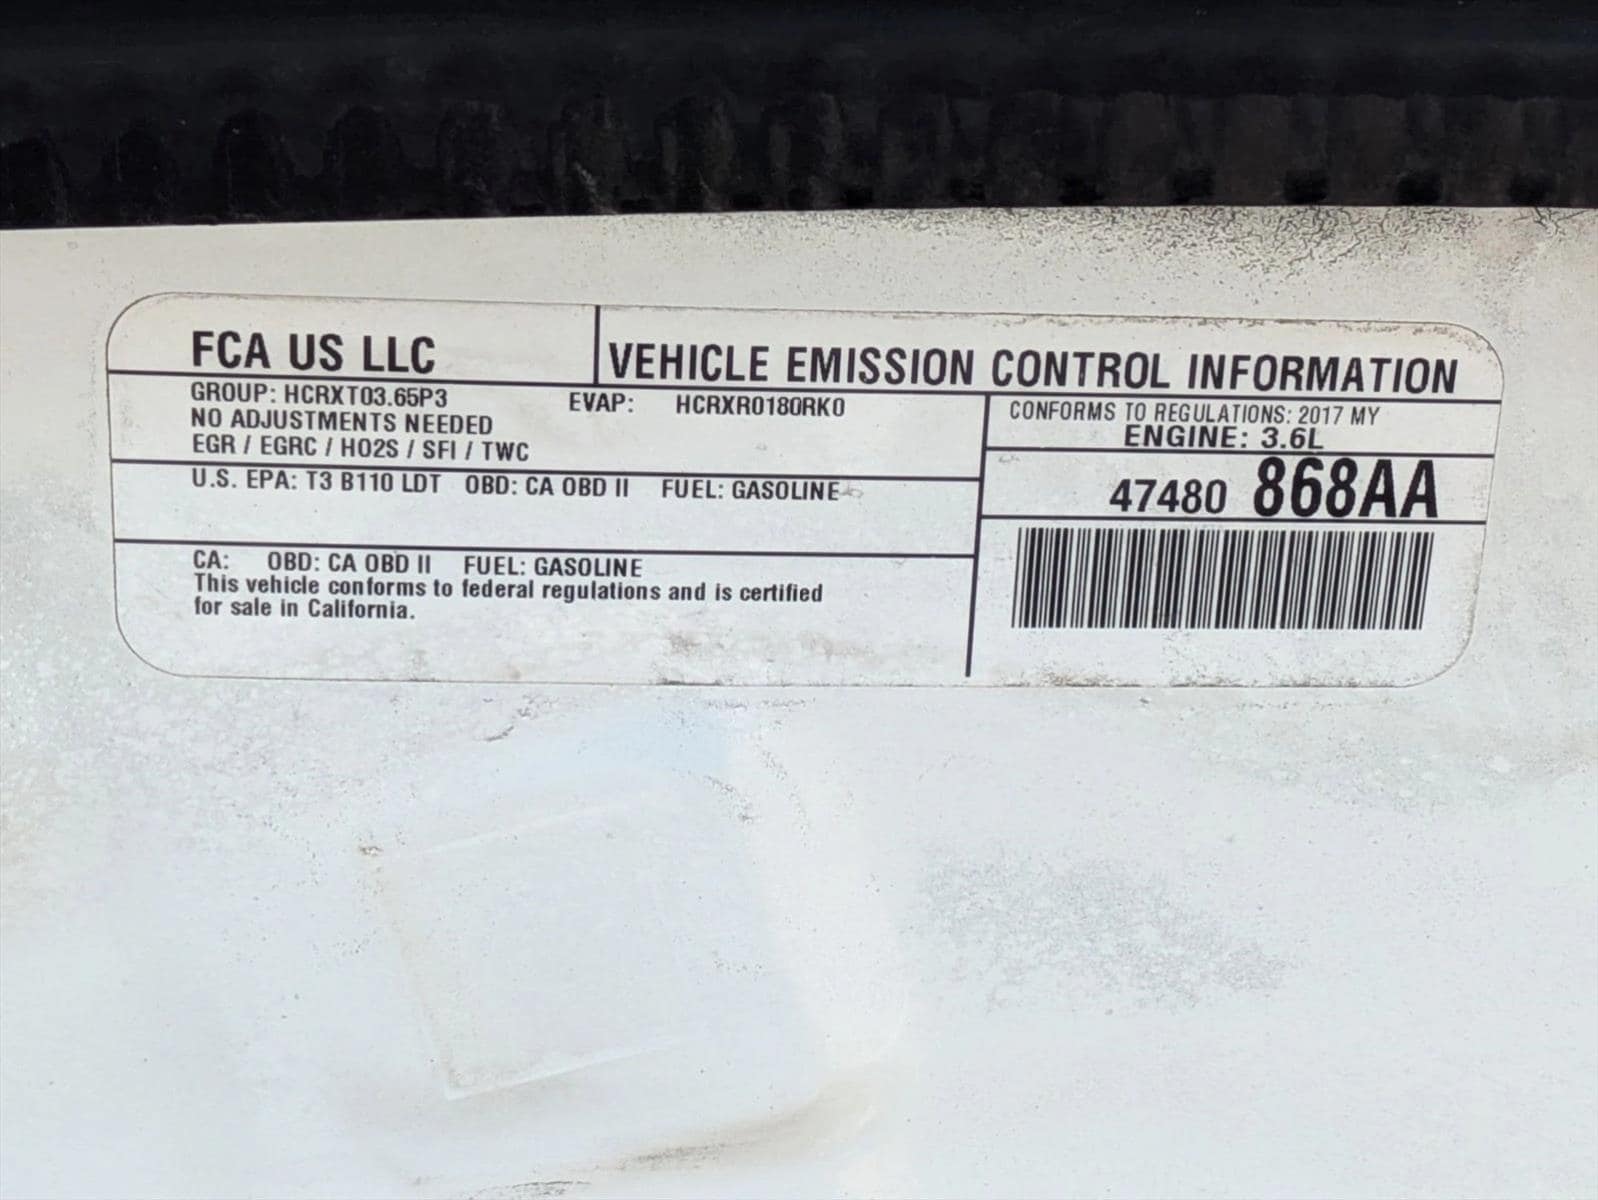 FCA US LLC
VEHICLE EMISSION CONTROL INFORMATION
GROUP: HCRXT03.65P3
EVAP: HCRXR0180RK0
NO ADJUSTMENTS NEEDED
EGR / EGRC / HO2S / SFI / TWC
CONFORMS TO REGULATIONS: 2017 MY
ENGINE: 3.6L
U.S. EPA: T3 B110 LDT OBD: CA OBD II FUEL: GASOLINE
47480 868AA
CA: OBD: CA OBD II FUEL: GASOLINE
This vehicle conforms to federal regulations and is certified
for sale in California.